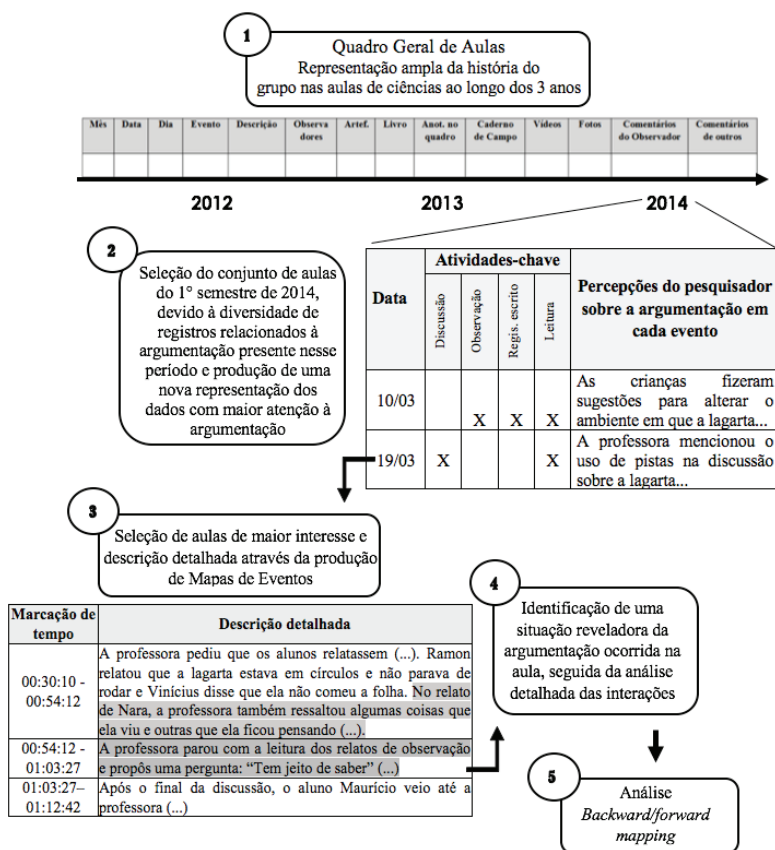 1
Quadro Geral de Aulas
Representação ampla da história do
grupo nas aulas de ciências ao longo dos 3 anos
Mês Data Dia Evento Descrição Observa Artef. Livro Anot. no Caderno Vídeos Fotos Comentários Comentários
dores quadro de Campo do Observador de outros
2012 2013 2014
2
Seleção do conjunto de aulas
do 1° semestre de 2014,
devido à diversidade de
registros relacionados à
argumentação presente nesse
período e produção de uma
nova representação dos
dados com maior atenção à
argumentação
Data
Atividades-chave
Discussão
Observação
Regis. escrito
Leitura
Percepções do pesquisador
sobre a argumentação em
cada evento
10/03
X X X
As crianças fizeram
sugestões para alterar o
ambiente em que a lagarta...
19/03
X X
A professora mencionou o
uso de pistas na discussão
sobre a lagarta...
3
Seleção de aulas de maior interesse e
descrição detalhada através da produção
de Mapas de Eventos
Marcação de
tempo
Descrição detalhada
00:30:10 -
00:54:12
A professora pediu que os alunos relatassem (...). Ramon
relatou que a lagarta estava em círculos e não parava de
rodar e Vinícius disse que ela não comeu a folha. No relato
de Nara, a professora também ressaltou algumas coisas que
ela viu e outras que ela ficou pensando (...).
00:54:12 -
01:03:27
A professora parou com a leitura dos relatos de observação
e propôs uma pergunta: “Tem jeito de saber” (...)
01:03:27–
01:12:42
Após o final da discussão, o aluno Maurício veio até a
professora (...)
4
Identificação de uma
situação reveladora da
argumentação ocorrida na
aula, seguida da análise
detalhada das interações
5
Análise
Backward/forward
mapping